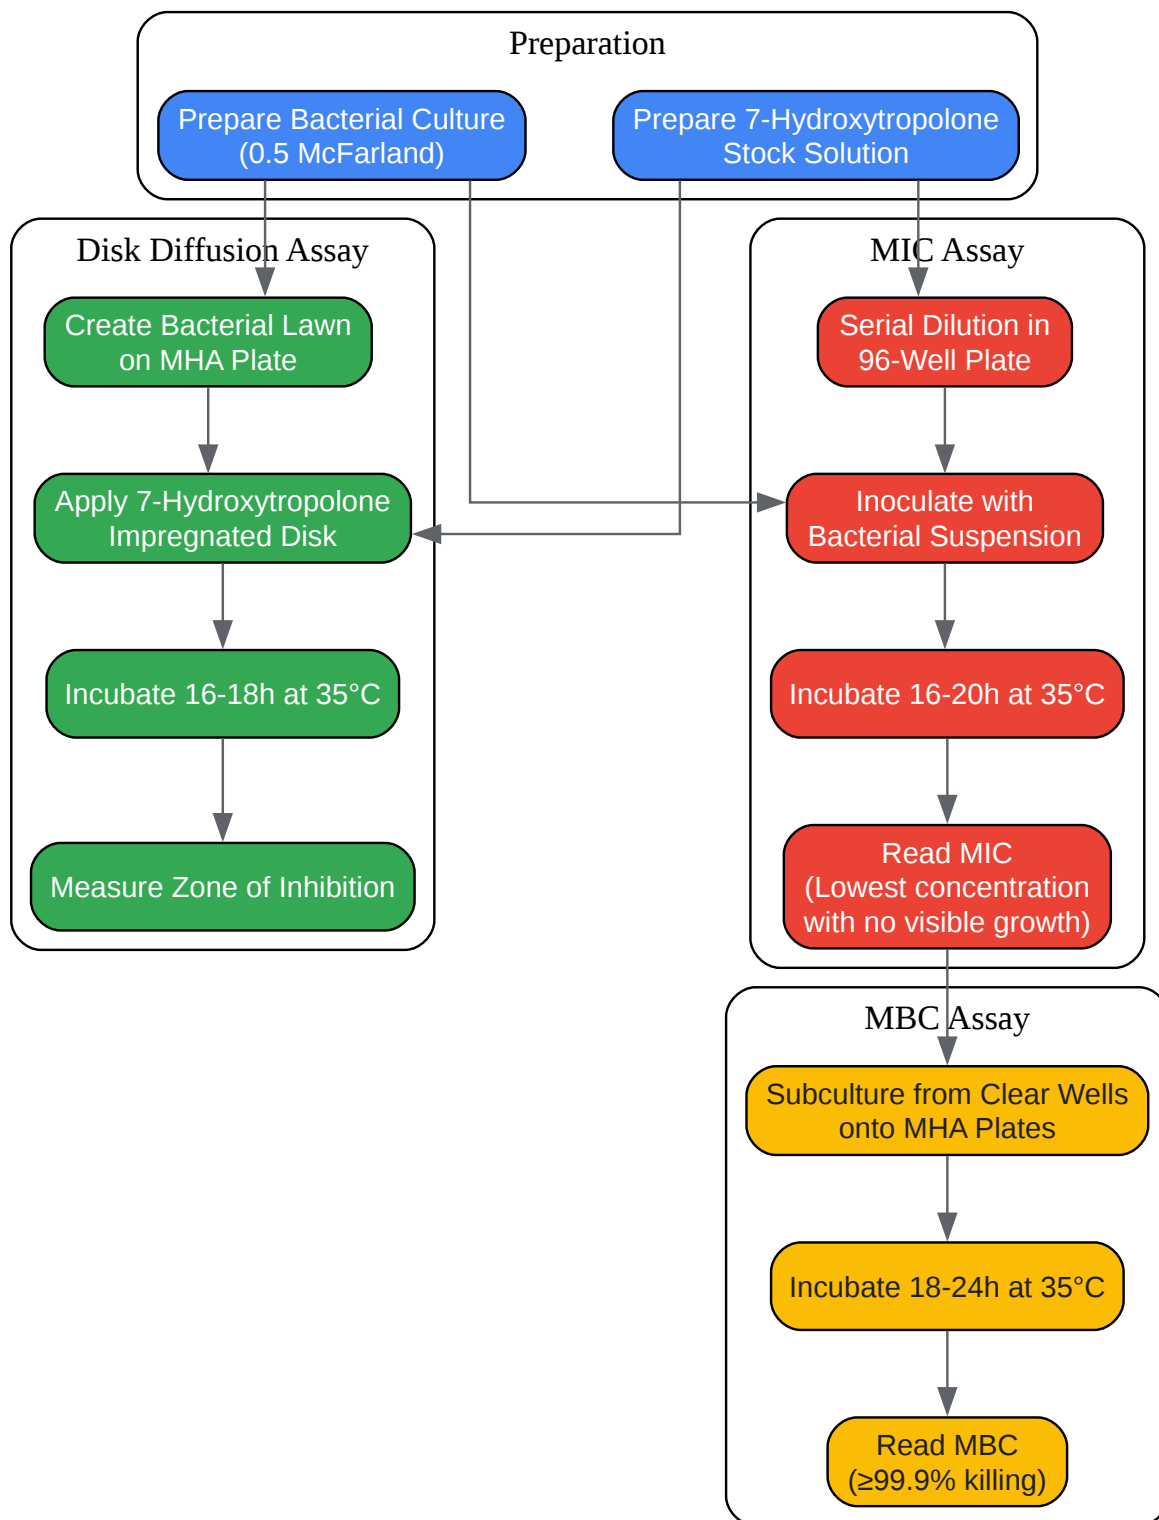 Preparation
Prepare Bacterial Culture
(0.5 McFarland)
Prepare 7-Hydroxytropolone
Stock Solution
Disk Diffusion Assay
Create Bacterial Lawn
on MHA Plate
Apply 7-Hydroxytropolone
Impregnated Disk
Incubate 16-18h at 35°C
Measure Zone of Inhibition
MIC Assay
Serial Dilution in
96-Well Plate
Inoculate with
Bacterial Suspension
Incubate 16-20h at 35°C
Read MIC
(Lowest concentration
with no visible growth)
MBC Assay
Subculture from Clear Wells
onto MHA Plates
Incubate 18-24h at 35°C
Read MBC
(≥99.9% killing)